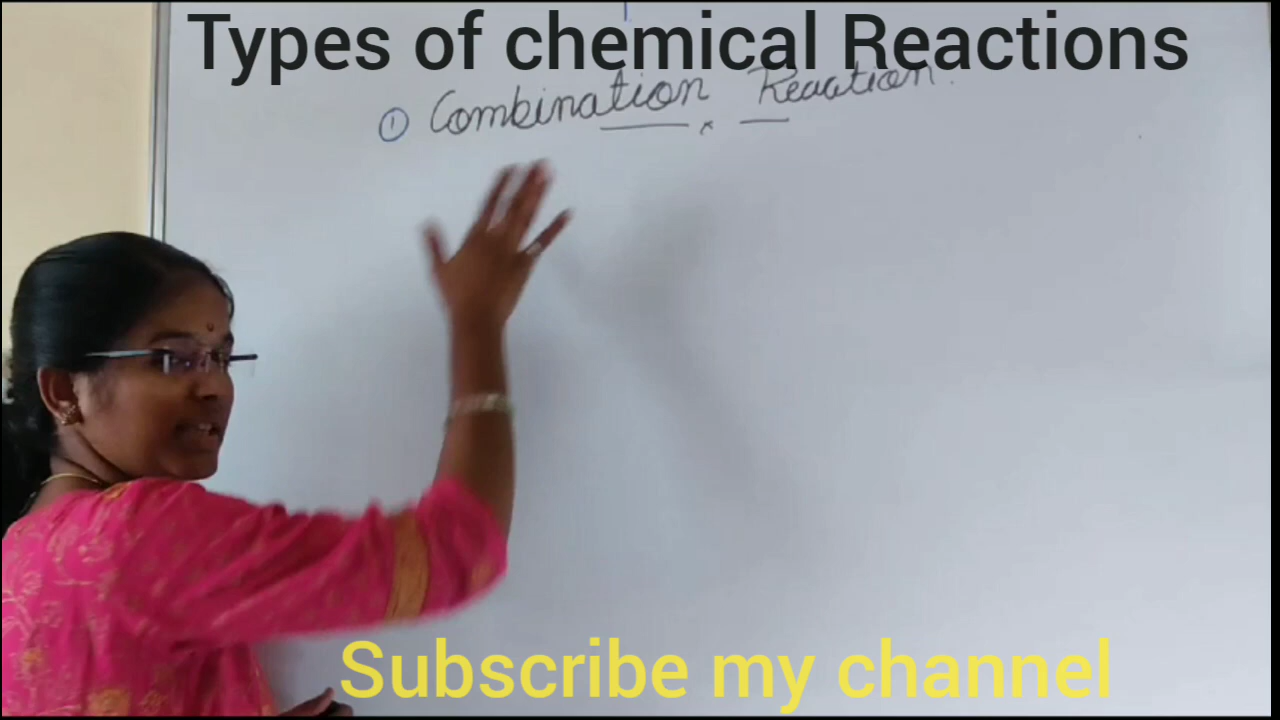 Types of chemical Reactions
① Combination Reaction.
Subscribe my channel